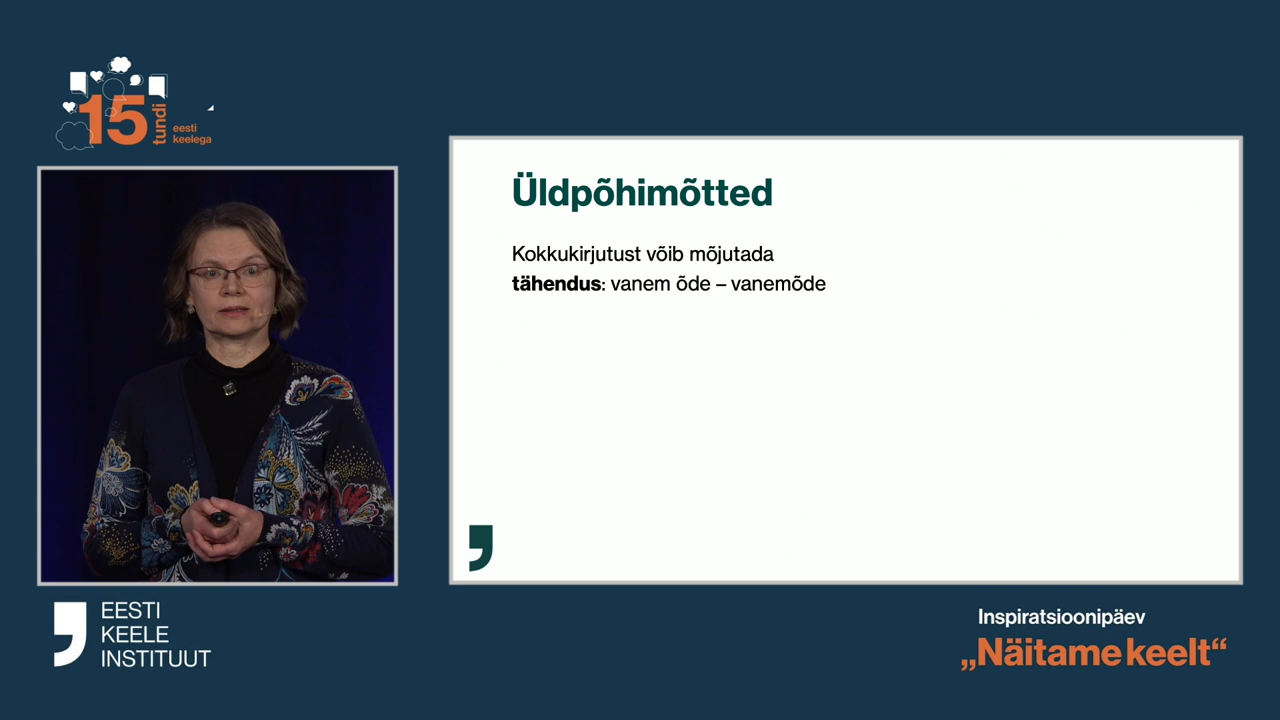 15
tundi
eesti
keelega
Üldpõhimõtted
Kokkukirjutust võib mõjutada
tähendus: vanem õde – vanemõde
EESTI
KEELE
INSTITUUT
Inspiratsioonipäev
„Näitame keelt“